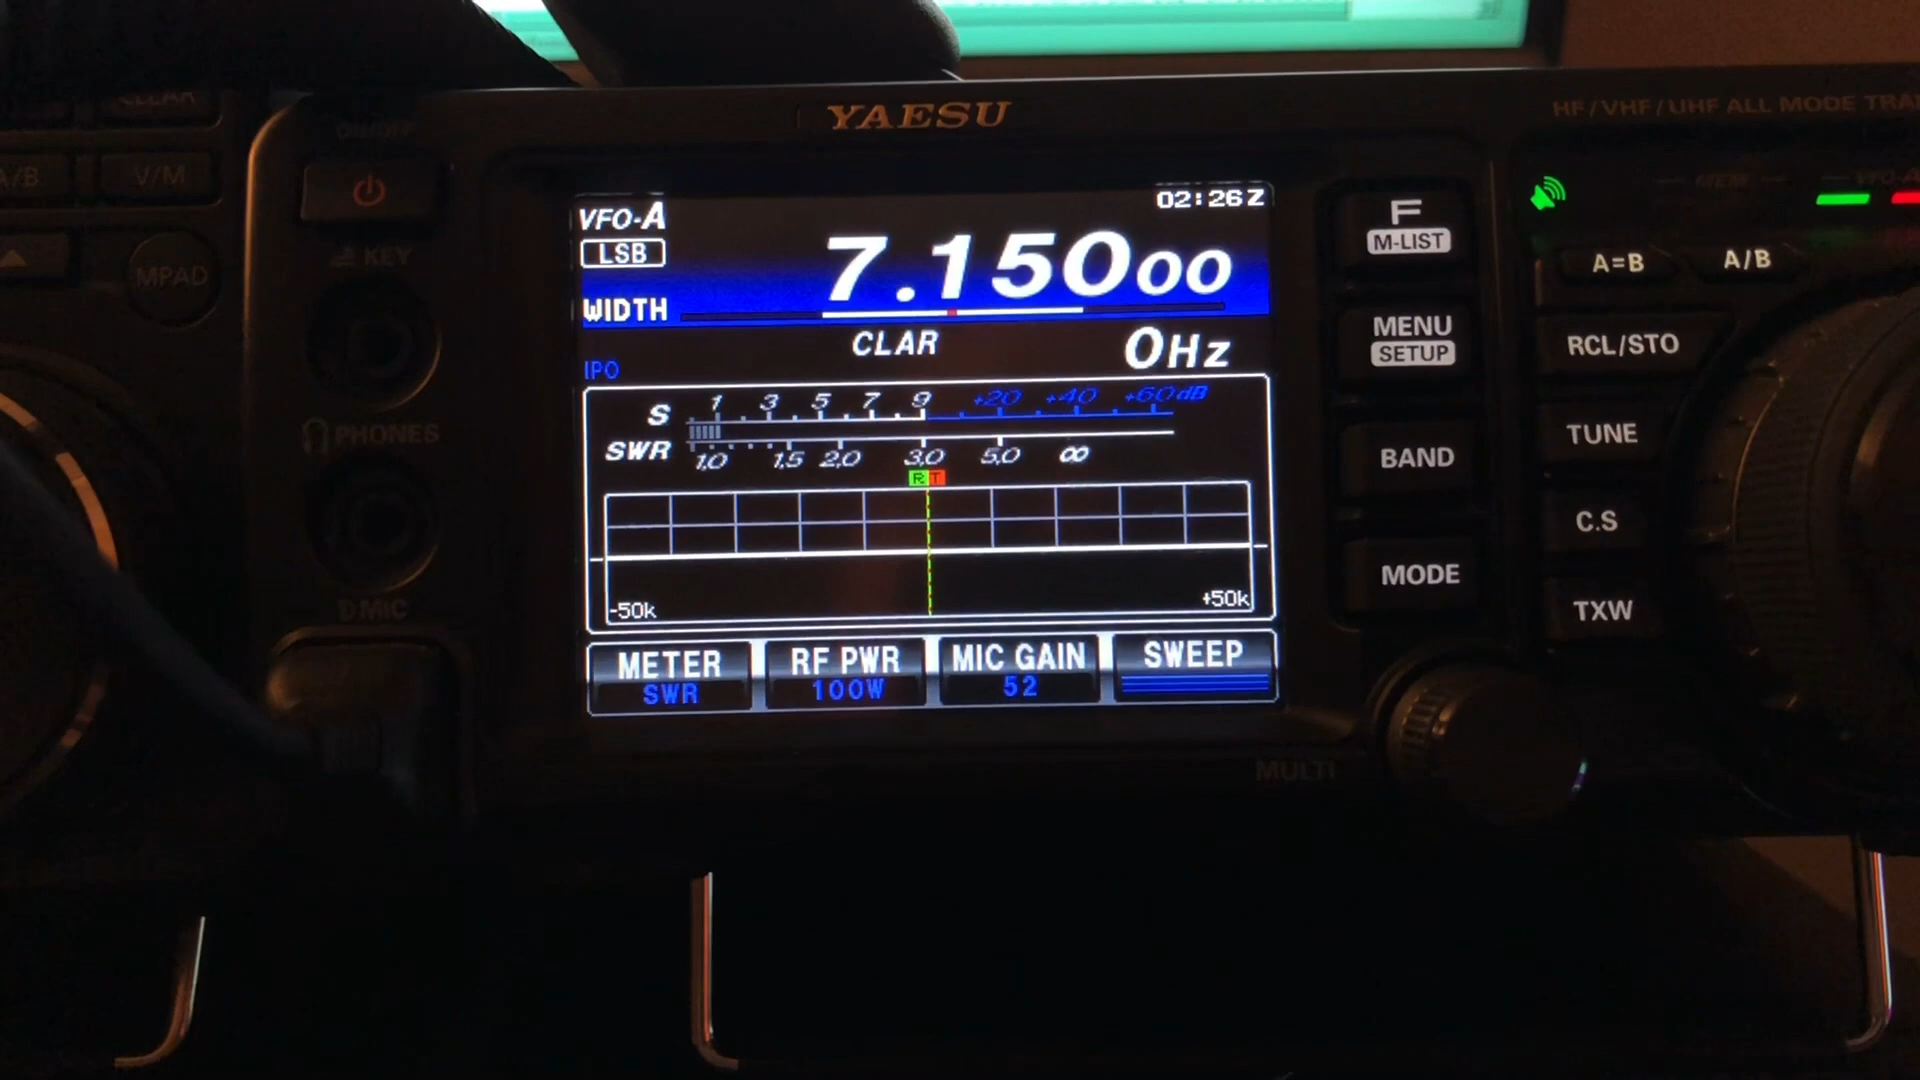 YAESU
HF/VHF/UHF ALL MODE TRA
CLEAR
ON/OFF
A/B
V/M
MPAD
KEY
PHONES
MIC
VFO-A
02:26Z
LSB
7.15000
WIDTH
CLAR
0Hz
IPO
S 1 3 5 7 9 +20 +40 +60dB
SWR 1.0 1.5 2.0 3.0 5.0 ∞
R T
-50k
+50k
METER
SWR
RF PWR
100W
MIC GAIN
52
SWEEP
F
M-LIST
MENU
SETUP
BAND
MODE
MULTI
VFO-A
A=B
A/B
RCL/STO
TUNE
C.S
TXW